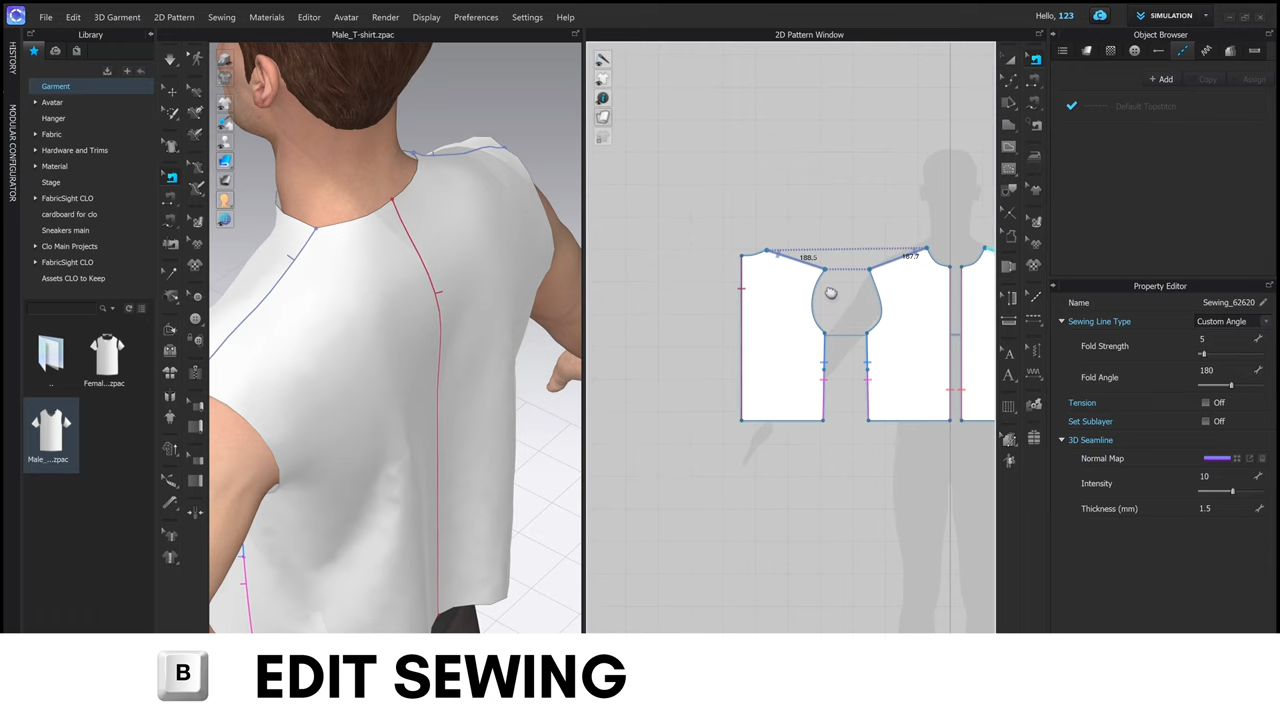 File Edit 3D Garment 2D Pattern Sewing Materials Editor Avatar Render Display Preferences Settings Help
Hello, 123
SIMULATION
Library
Male_T-shirt.zpac
2D Pattern Window
Object Browser
HISTORY
MODULAR CONFIGURATOR
Garment
Avatar
Hanger
Fabric
Hardware and Trims
Material
Stage
FabricSight CLO
cardboard for clo
Sneakers main
Clo Main Projects
FabricSight CLO
Assets CLO to Keep
..
Femal...zpac
Male_...zpac
188.5
187.7
+ Add
Copy
Assign
Default Topstitch
Property Editor
Name
Sewing_62620
Sewing Line Type
Custom Angle
Fold Strength
5
Fold Angle
180
Tension
Off
Set Sublayer
Off
3D Seamline
Normal Map
Intensity
10
Thickness (mm)
1.5
B
EDIT SEWING